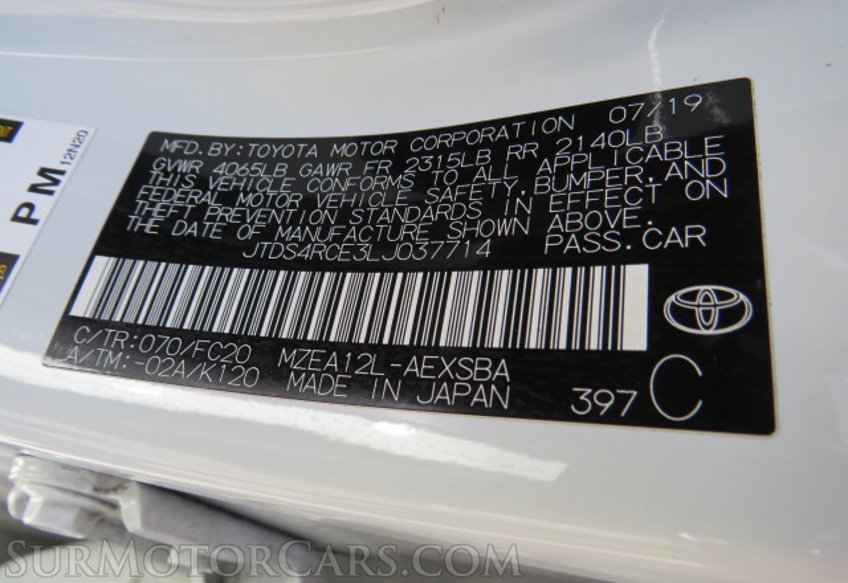 MFD. BY: TOYOTA MOTOR CORPORATION 07/19
GVWR 4065LB GAWR FR 2315LB RR 2140LB
THIS VEHICLE CONFORMS TO ALL APPLICABLE
FEDERAL MOTOR VEHICLE SAFETY, BUMPER, AND
THEFT PREVENTION STANDARDS IN EFFECT ON
THE DATE OF MANUFACTURE SHOWN ABOVE.
JTDS4RCE3LJ037714 PASS. CAR
C/TR: 070/FC20 MZEA12L-AEXSBA
A/TM: -02A/K120 MADE IN JAPAN 397 C
PM
12N20
SURMOTORCARS.COM